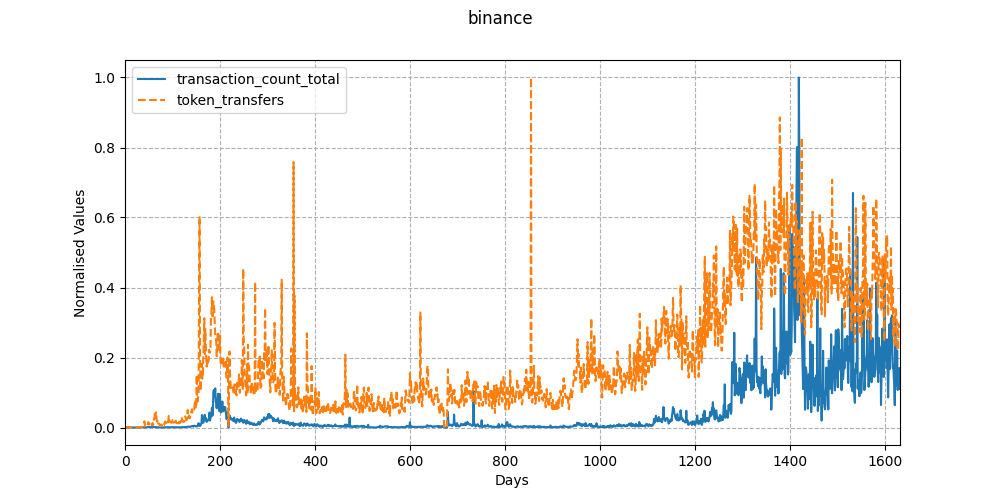 binance
transaction_count_total
token_transfers
Normalised Values
1.0
0.8
0.6
0.4
0.2
0.0
0 200 400 600 800 1000 1200 1400 1600
Days